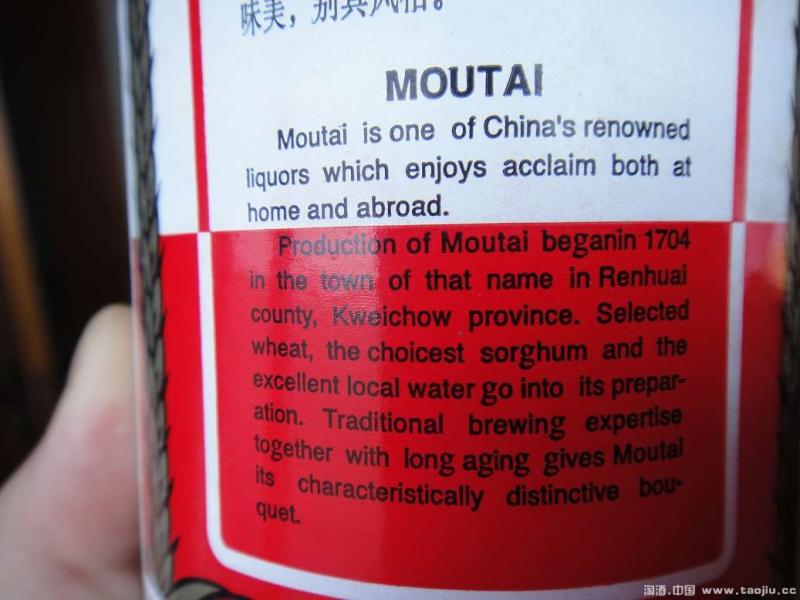 味美，别具风格。
MOUTAI
Moutai is one of China's renowned
liquors which enjoys acclaim both at
home and abroad.
Production of Moutai beganin 1704
in the town of that name in Renhuai
county, Kweichow province. Selected
wheat, the choicest sorghum and the
excellent local water go into its prepar-
ation. Traditional brewing expertise
together with long aging gives Moutai
its characteristically distinctive bou-
quet.
淘酒.中国 www.taojiu.cc